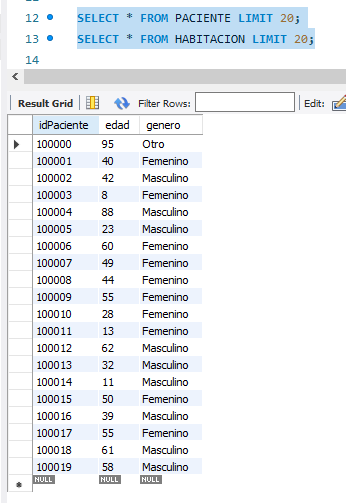 12 SELECT * FROM PACIENTE LIMIT 20;
13 SELECT * FROM HABITACION LIMIT 20;
14
Result Grid Filter Rows: Edit:
idPaciente edad genero
100000 95 Otro
100001 40 Femenino
100002 42 Masculino
100003 8 Femenino
100004 88 Masculino
100005 23 Masculino
100006 60 Femenino
100007 49 Femenino
100008 44 Femenino
100009 55 Femenino
100010 28 Femenino
100011 13 Femenino
100012 62 Masculino
100013 32 Masculino
100014 11 Masculino
100015 50 Femenino
100016 39 Masculino
100017 55 Femenino
100018 61 Masculino
100019 58 Masculino
NULL NULL NULL